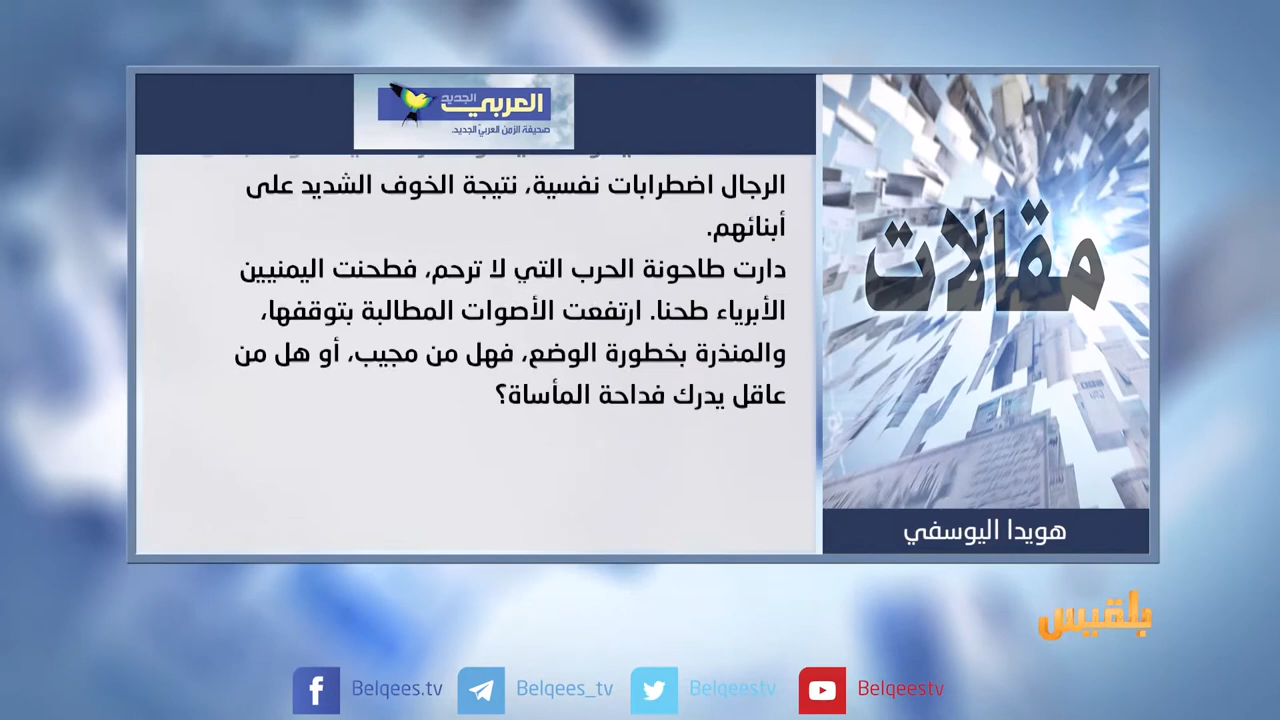 العربي الجديد
صحيفة الزمن العربي الجديد.
الرجال اضطرابات نفسية، نتيجة الخوف الشديد على
أبنائهم.
دارت طاحونة الحرب التي لا ترحم، فطحنت اليمنيين
الأبرياء طحنا. ارتفعت الأصوات المطالبة بتوقفها،
والمنذرة بخطورة الوضع، فهل من مجيب، أو هل من
عاقل يدرك فداحة المأساة؟
مقالات
هويدا اليوسفي
بلقيس
Belqees.tv
Belqees_tv
Belqeestv
Belqeestv